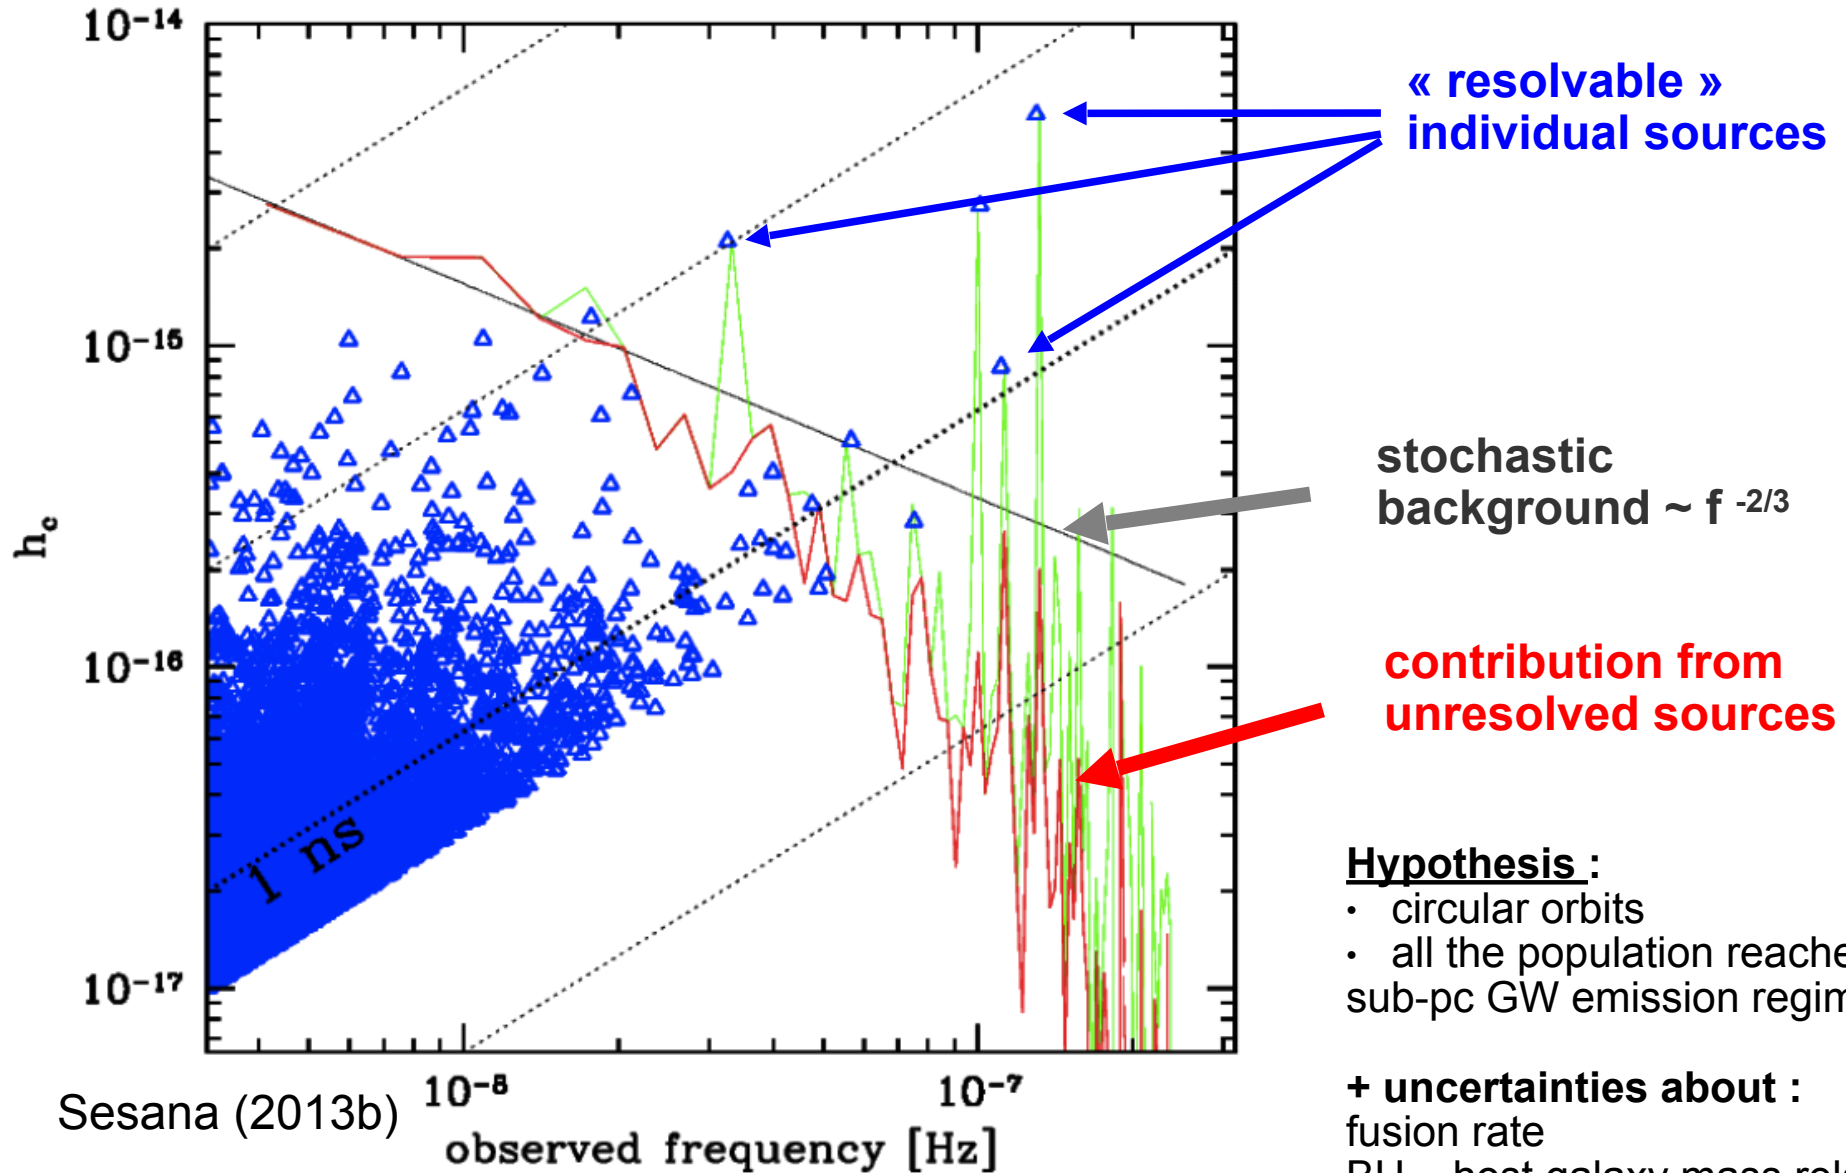 10⁻¹⁴
10⁻¹⁵
10⁻¹⁶
10⁻¹⁷
h_c
1 ns
10⁻⁸
10⁻⁷
observed frequency [Hz]
Sesana (2013b)
« resolvable »
individual sources
stochastic
background ~ f ⁻²/³
contribution from
unresolved sources
Hypothesis :
• circular orbits
• all the population reache
sub-pc GW emission regim
+ uncertainties about :
fusion rate